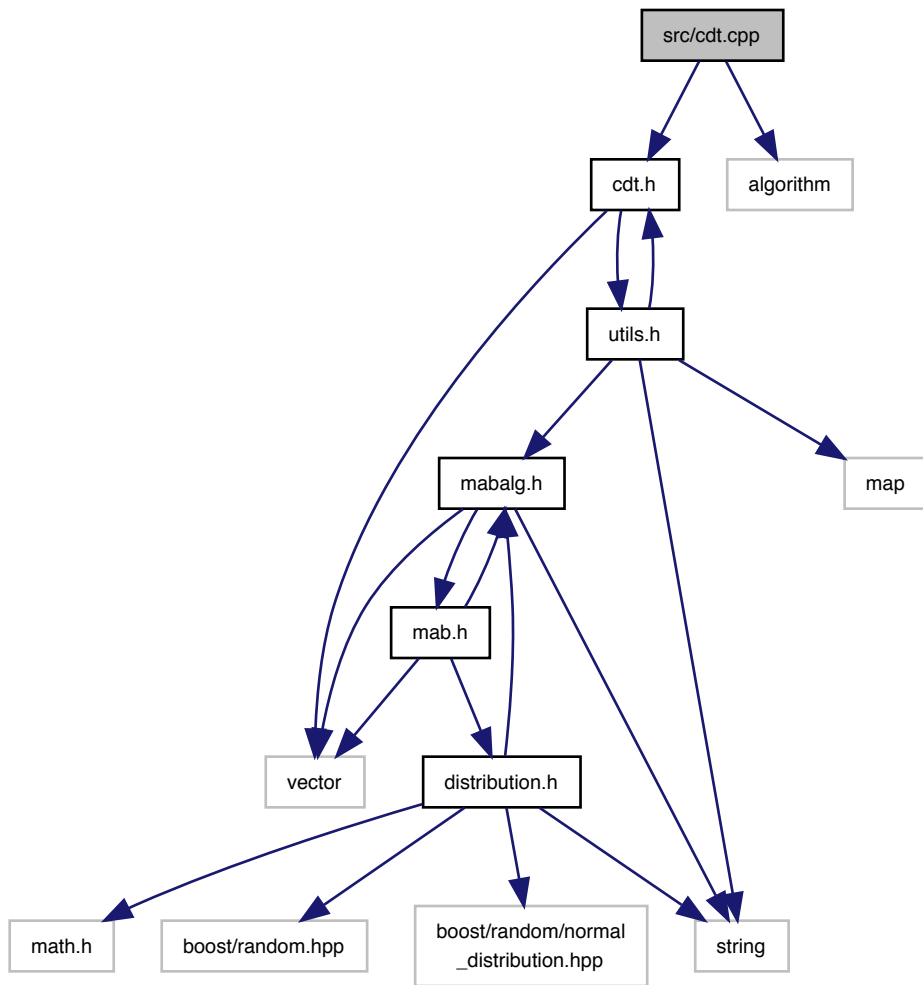 src/cdt.cpp
cdt.h
algorithm
utils.h
mabalg.h
map
mab.h
vector
distribution.h
math.h
boost/random.hpp
boost/random/normal
_distribution.hpp
string